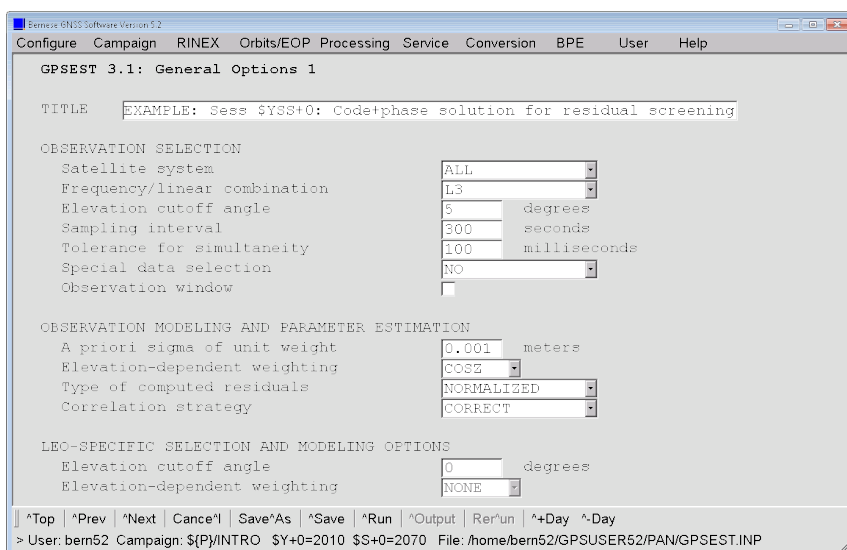 Bernese GNSS Software Version 5.2
Configure Campaign RINEX Orbits/EOP Processing Service Conversion BPE User Help
GPSEST 3.1: General Options 1
TITLE EXAMPLE: Sess $YSS+0: Code+phase solution for residual screening
OBSERVATION SELECTION
Satellite system ALL
Frequency/linear combination L3
Elevation cutoff angle 5 degrees
Sampling interval 300 seconds
Tolerance for simultaneity 100 milliseconds
Special data selection NO
Observation window
OBSERVATION MODELING AND PARAMETER ESTIMATION
A priori sigma of unit weight 0.001 meters
Elevation-dependent weighting COSZ
Type of computed residuals NORMALIZED
Correlation strategy CORRECT
LEO-SPECIFIC SELECTION AND MODELING OPTIONS
Elevation cutoff angle 0 degrees
Elevation-dependent weighting NONE
^Top | ^Prev | ^Next | Cance^l | Save^As | ^Save | ^Run | ^Output | Rer^un | ^+Day ^-Day
> User: bern52 Campaign: ${P}/INTRO $Y+0=2010 $S+0=2070 File: /home/bern52/GPSUSER52/PAN/GPSEST.INP